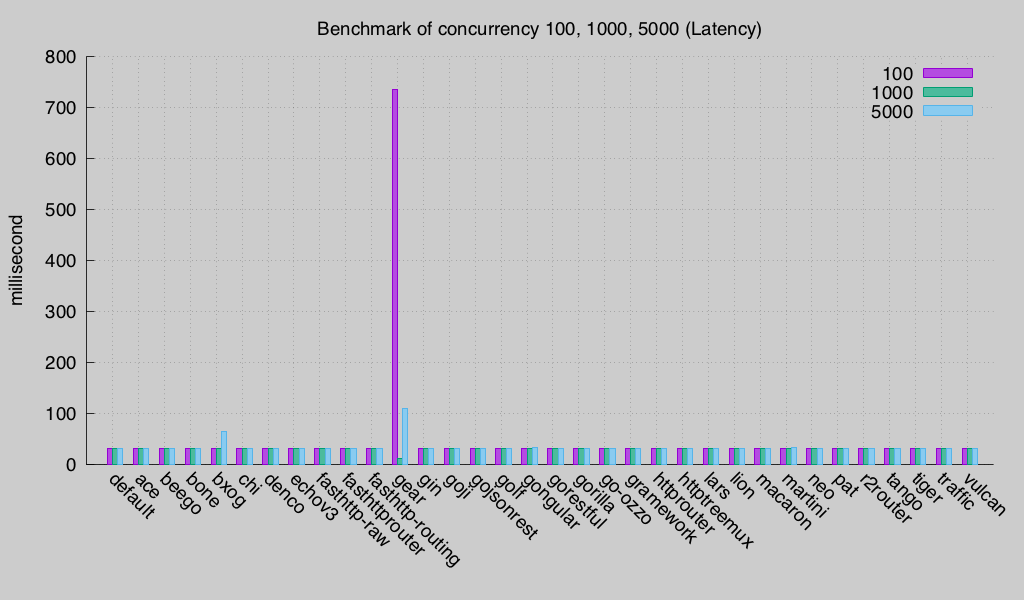 Benchmark of concurrency 100, 1000, 5000 (Latency)
800
700
600
500
400
300
200
100
0
millisecond
100
1000
5000
default
ace
beego
bone
bxog
chi
denco
echov3
fasthttp-raw
fasthttprouter
fasthttp-routing
gear
gin
goji
gojsonrest
golf
gongular
gorestful
gorilla
go-ozzo
gramework
httprouter
httptreemux
lars
lion
macaron
martini
neo
pat
r2router
tango
tiger
traffic
vulcan